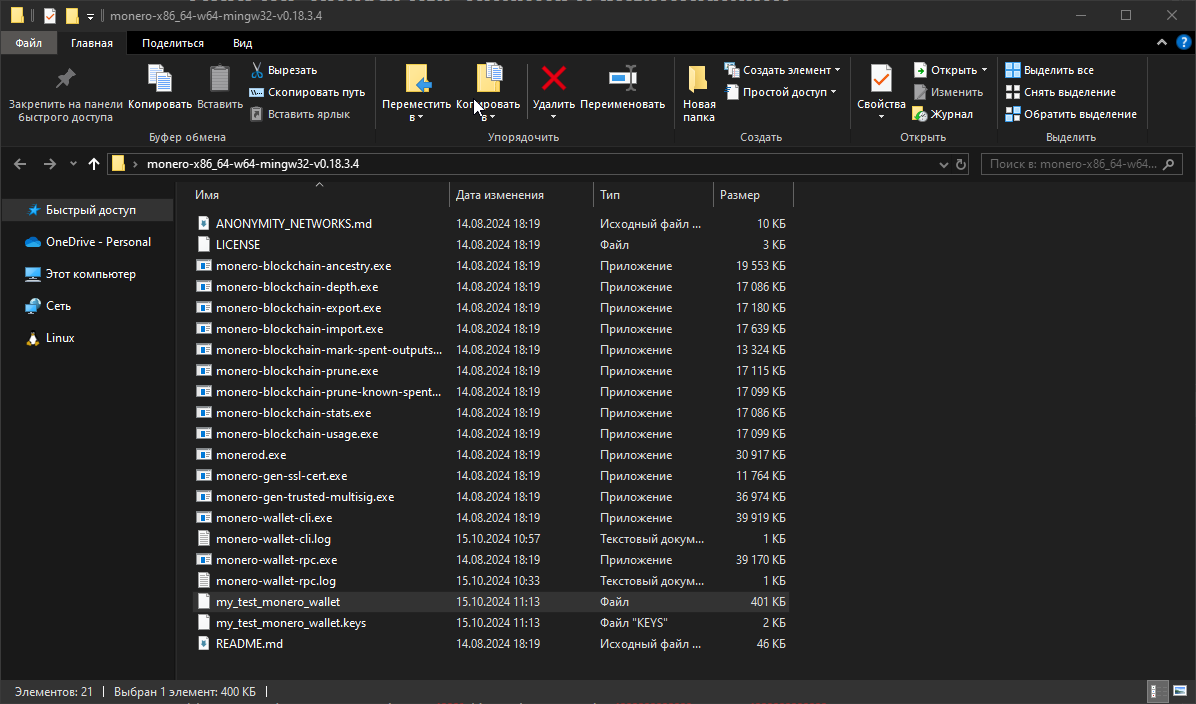 monero-x86_64-w64-mingw32-v0.18.3.4
Файл Главная Поделиться Вид
Закрепить на панели быстрого доступа
Копировать
Вставить
Вырезать
Скопировать путь
Вставить ярлык
Буфер обмена
Переместить в
Копировать в
Удалить
Переименовать
Упорядочить
Новая папка
Создать элемент
Простой доступ
Создать
Свойства
Открыть
Изменить
Журнал
Открыть
Выделить все
Снять выделение
Обратить выделение
Выделить
monero-x86_64-w64-mingw32-v0.18.3.4
Поиск в: monero-x86_64-w64...
Быстрый доступ
OneDrive - Personal
Этот компьютер
Сеть
Linux
Имя Дата изменения Тип Размер
ANONYMITY_NETWORKS.md 14.08.2024 18:19 Исходный файл ... 10 КБ
LICENSE 14.08.2024 18:19 Файл 3 КБ
monero-blockchain-ancestry.exe 14.08.2024 18:19 Приложение 19 553 КБ
monero-blockchain-depth.exe 14.08.2024 18:19 Приложение 17 086 КБ
monero-blockchain-export.exe 14.08.2024 18:19 Приложение 17 180 КБ
monero-blockchain-import.exe 14.08.2024 18:19 Приложение 17 639 КБ
monero-blockchain-mark-spent-outputs... 14.08.2024 18:19 Приложение 13 324 КБ
monero-blockchain-prune.exe 14.08.2024 18:19 Приложение 17 115 КБ
monero-blockchain-prune-known-spent... 14.08.2024 18:19 Приложение 17 099 КБ
monero-blockchain-stats.exe 14.08.2024 18:19 Приложение 17 086 КБ
monero-blockchain-usage.exe 14.08.2024 18:19 Приложение 17 099 КБ
monerod.exe 14.08.2024 18:19 Приложение 30 917 КБ
monero-gen-ssl-cert.exe 14.08.2024 18:19 Приложение 11 764 КБ
monero-gen-trusted-multisig.exe 14.08.2024 18:19 Приложение 36 974 КБ
monero-wallet-cli.exe 14.08.2024 18:19 Приложение 39 919 КБ
monero-wallet-cli.log 15.10.2024 10:57 Текстовый докум... 1 КБ
monero-wallet-rpc.exe 14.08.2024 18:19 Приложение 39 170 КБ
monero-wallet-rpc.log 15.10.2024 10:33 Текстовый докум... 1 КБ
my_test_monero_wallet 15.10.2024 11:13 Файл 401 КБ
my_test_monero_wallet.keys 15.10.2024 11:13 Файл "KEYS" 2 КБ
README.md 14.08.2024 18:19 Исходный файл ... 46 КБ
Элементов: 21 Выбран 1 элемент: 400 КБ